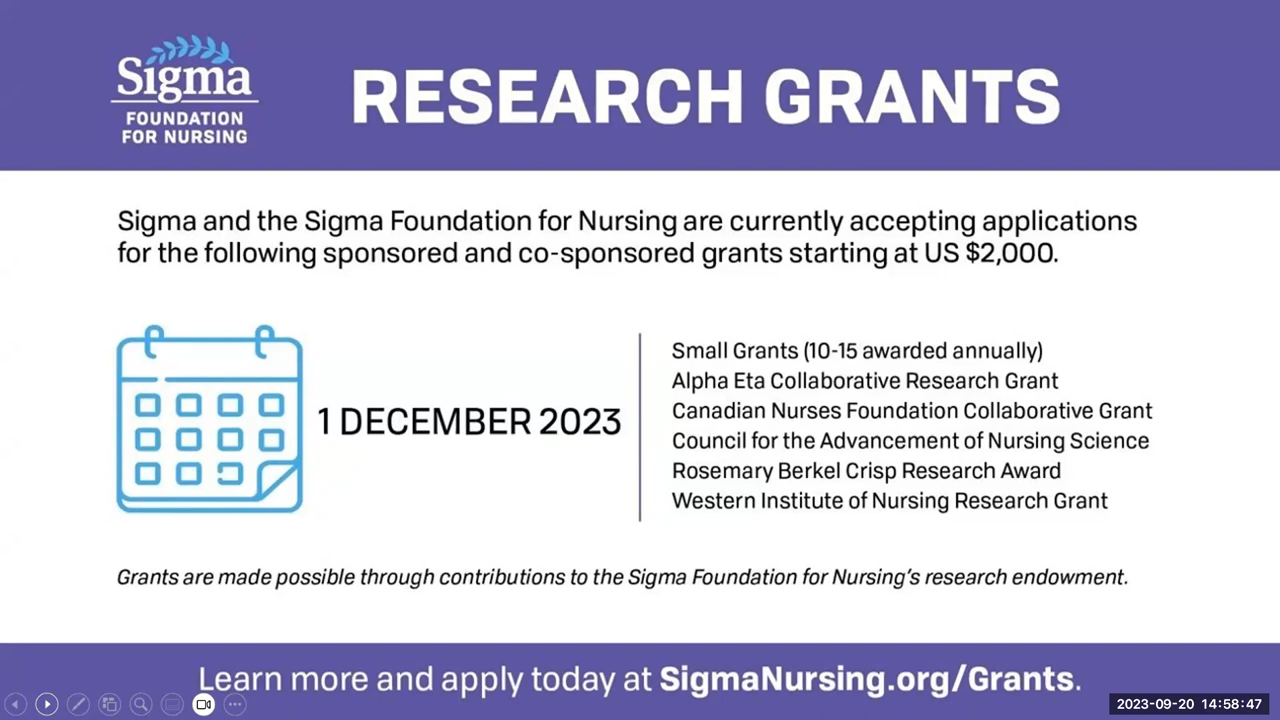 Sigma
FOUNDATION
FOR NURSING
RESEARCH GRANTS
Sigma and the Sigma Foundation for Nursing are currently accepting applications
for the following sponsored and co-sponsored grants starting at US $2,000.
1 DECEMBER 2023
Small Grants (10-15 awarded annually)
Alpha Eta Collaborative Research Grant
Canadian Nurses Foundation Collaborative Grant
Council for the Advancement of Nursing Science
Rosemary Berkel Crisp Research Award
Western Institute of Nursing Research Grant
Grants are made possible through contributions to the Sigma Foundation for Nursing's research endowment.
Learn more and apply today at SigmaNursing.org/Grants.
2023-09-20 14:58:47